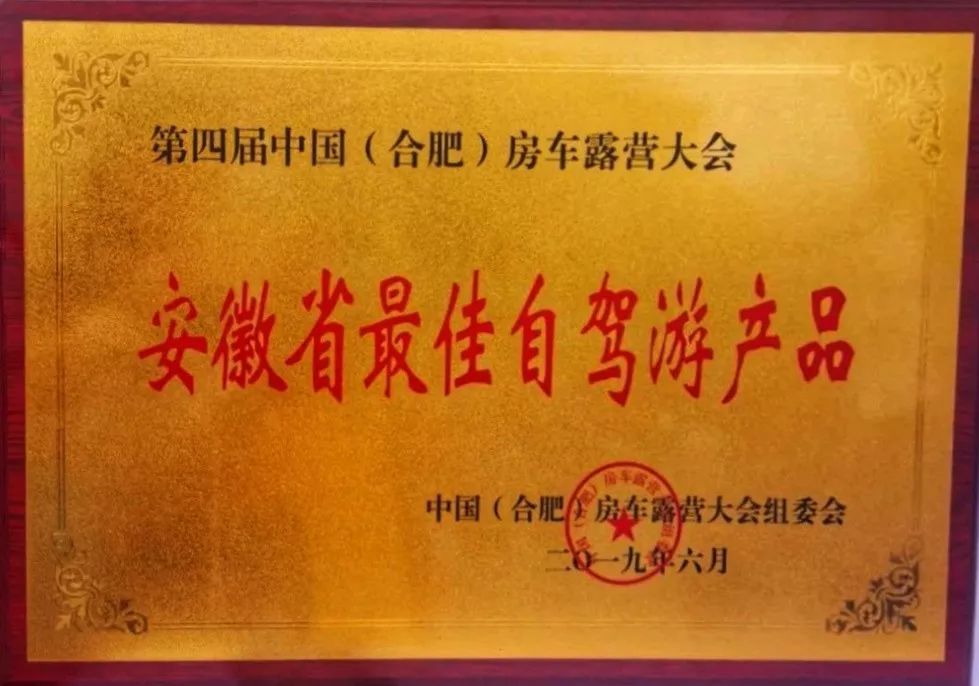 第四届中国（合肥）房车露营大会
安徽省最佳自驾游产品
中国（合肥）房车露营大会组委会
二〇一九年六月